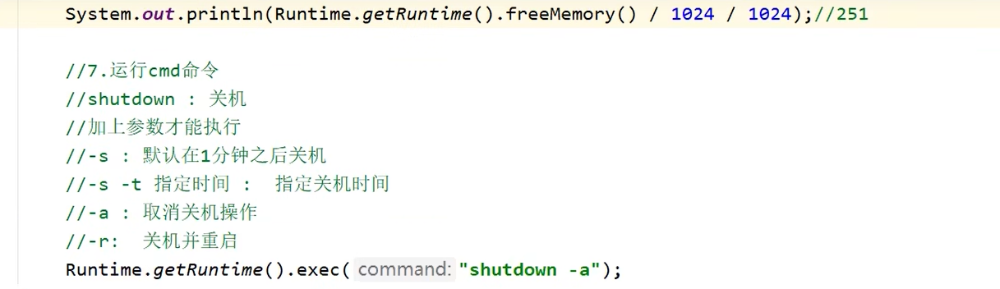 System.out.println(Runtime.getRuntime().freeMemory() / 1024 / 1024);//251
//7.运行cmd命令
//shutdown : 关机
//加上参数才能执行
//-s : 默认在1分钟之后关机
//-s -t 指定时间 : 指定关机时间
//-a : 取消关机操作
//-r: 关机并重启
Runtime.getRuntime().exec( command: "shutdown -a");